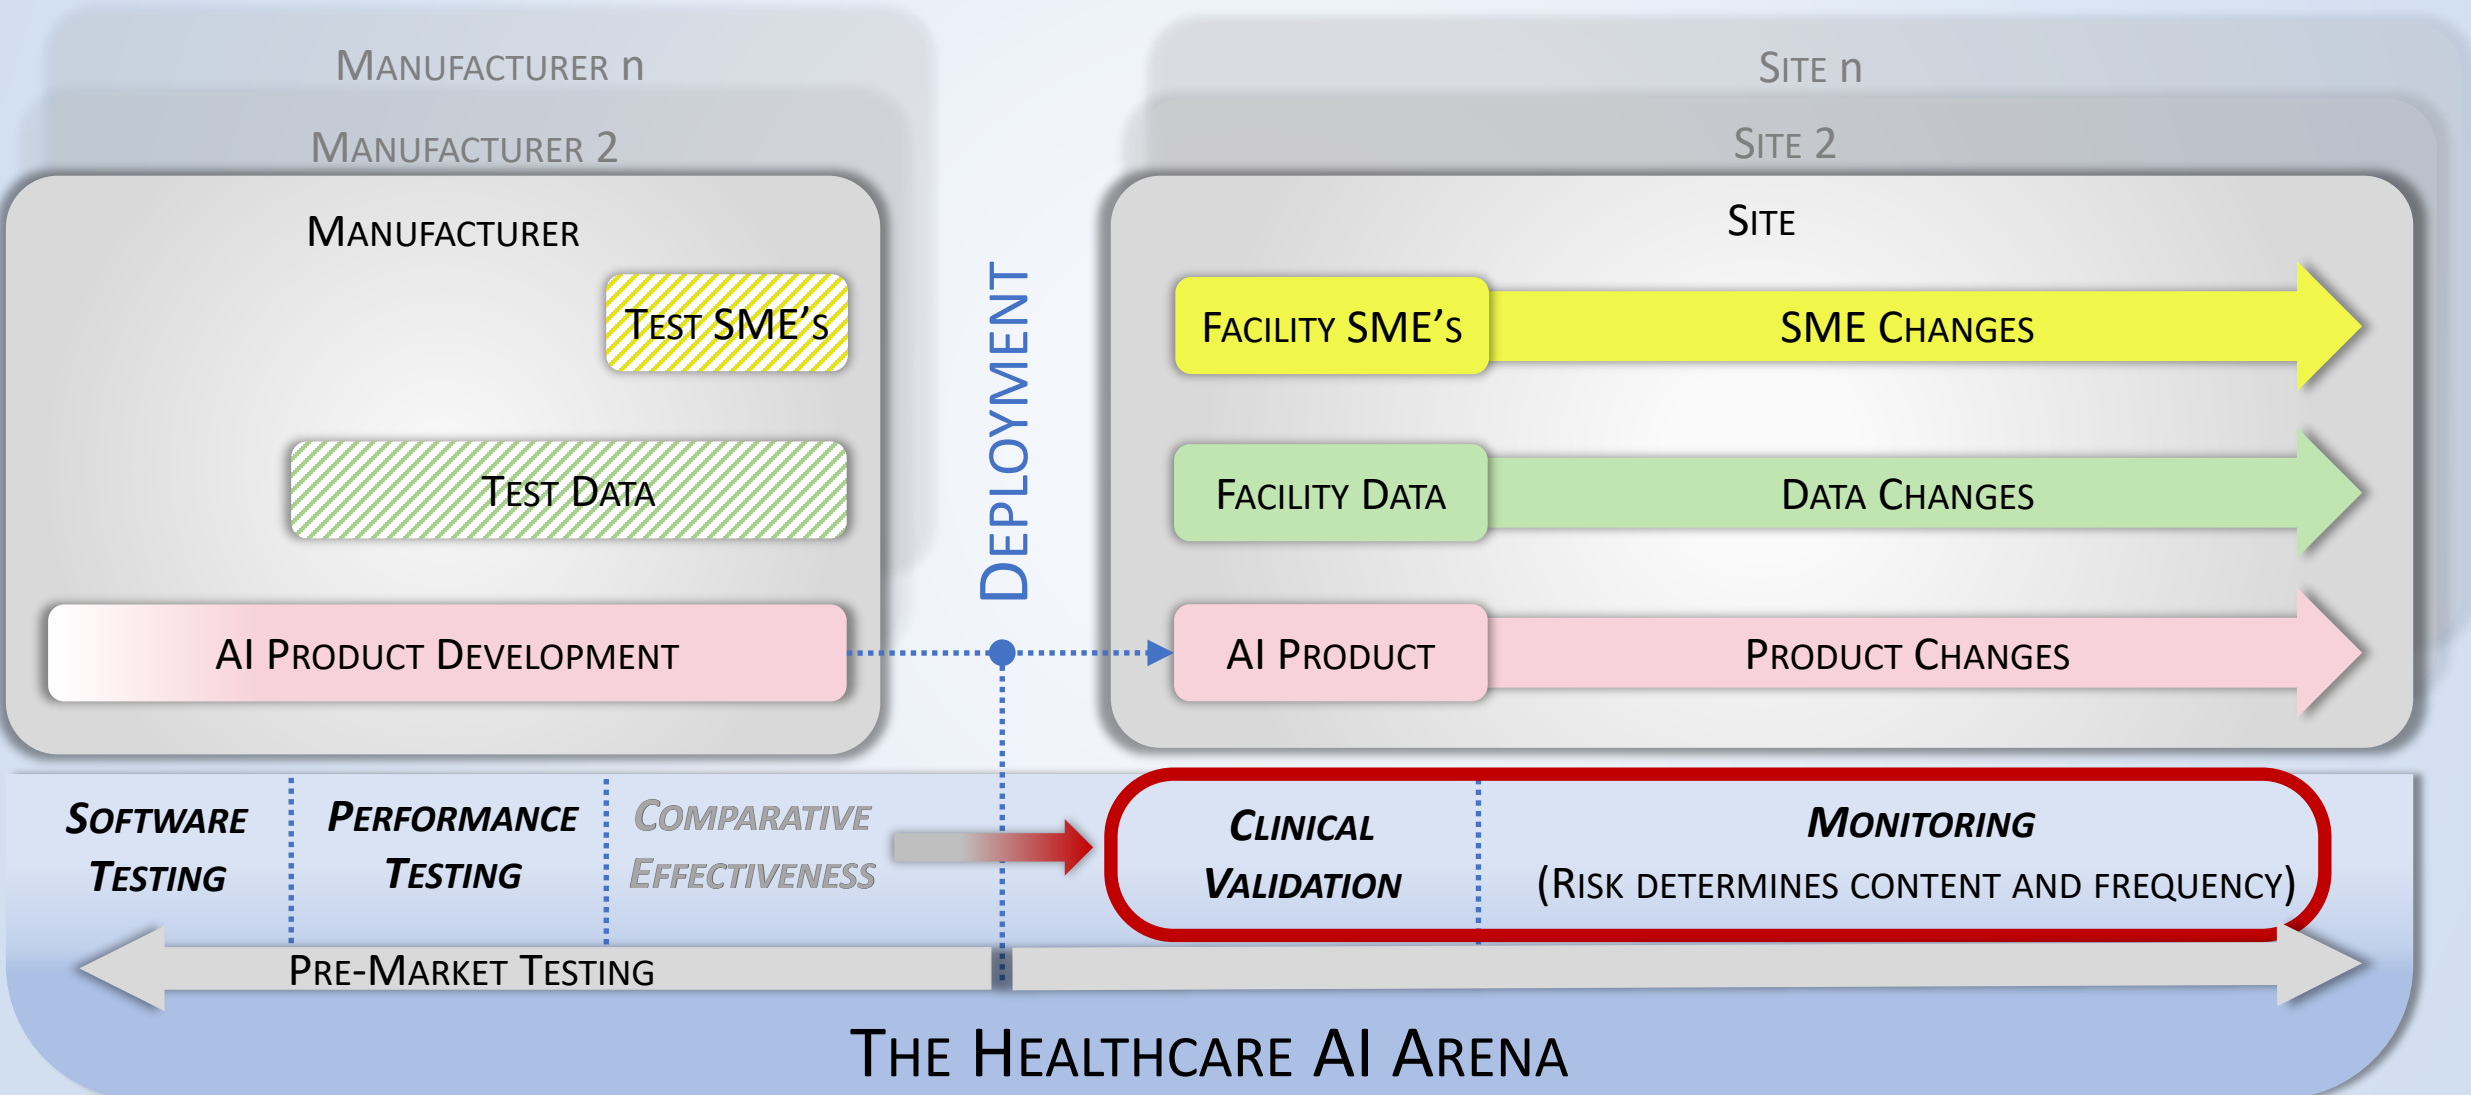 Manufacturer n
Manufacturer 2
Manufacturer
Test SME's
Test Data
AI Product Development
Deployment
Site n
Site 2
Site
Facility SME's
SME Changes
Facility Data
Data Changes
AI Product
Product Changes
Software
Testing
Performance
Testing
Comparative
Effectiveness
Clinical
Validation
Monitoring
(Risk determines content and frequency)
Pre-Market Testing
The Healthcare AI Arena